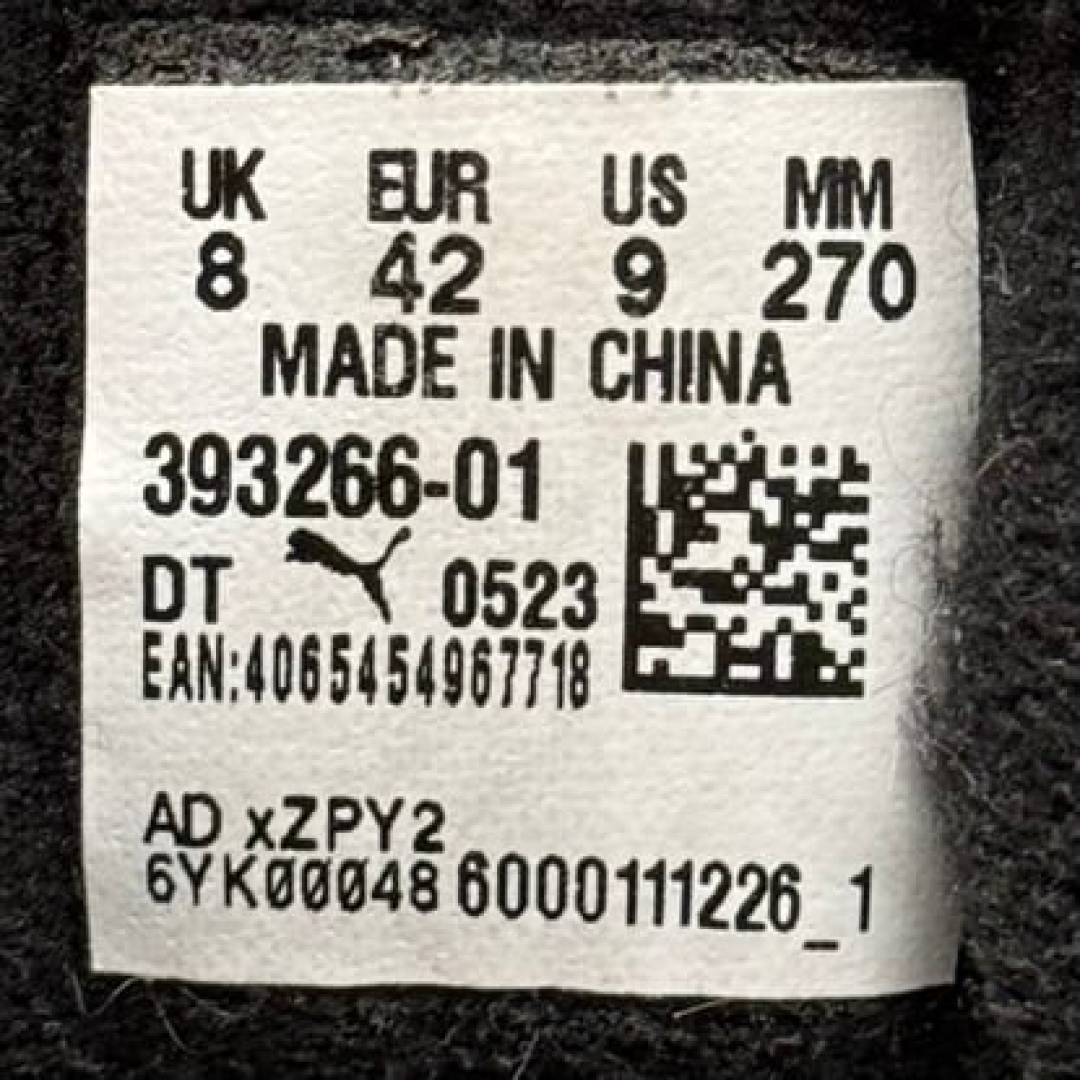 UK EUR US MM
8 42 9 270
MADE IN CHINA
393266-01
DT 0523
EAN:4065454967718
AD xZPY2
6YK00048 6000111226_1